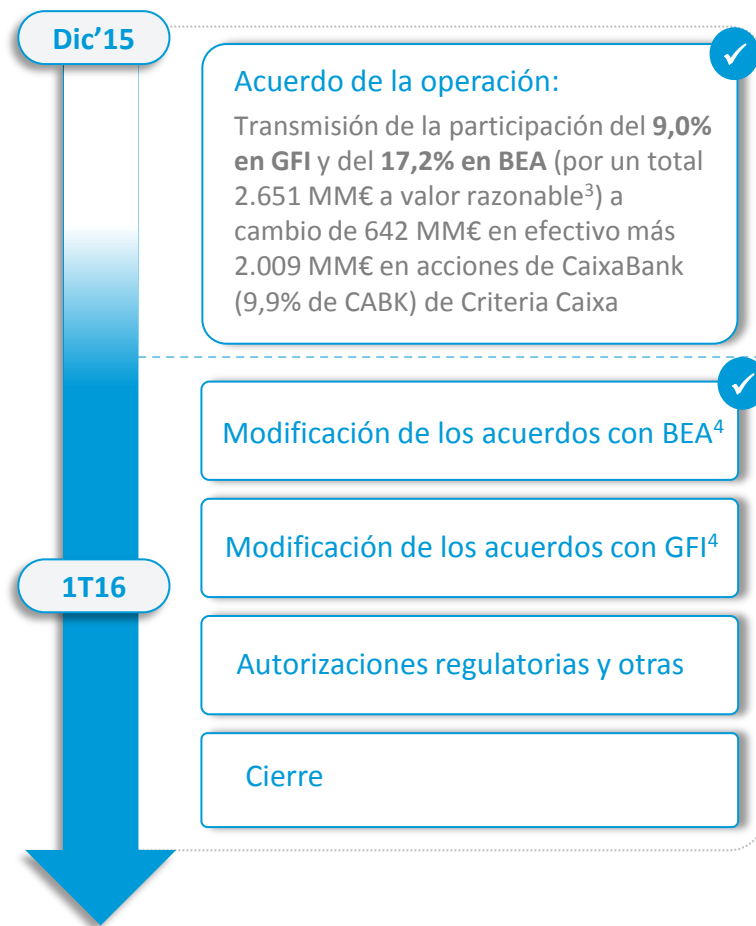 Dic’15
Acuerdo de la operación:
Transmisión de la participación del 9,0%
en GFI y del 17,2% en BEA (por un total
2.651 MM€ a valor razonable³) a
cambio de 642 MM€ en efectivo más
2.009 MM€ en acciones de CaixaBank
(9,9% de CABK) de Criteria Caixa
Modificación de los acuerdos con BEA⁴
Modificación de los acuerdos con GFI⁴
1T16
Autorizaciones regulatorias y otras
Cierre